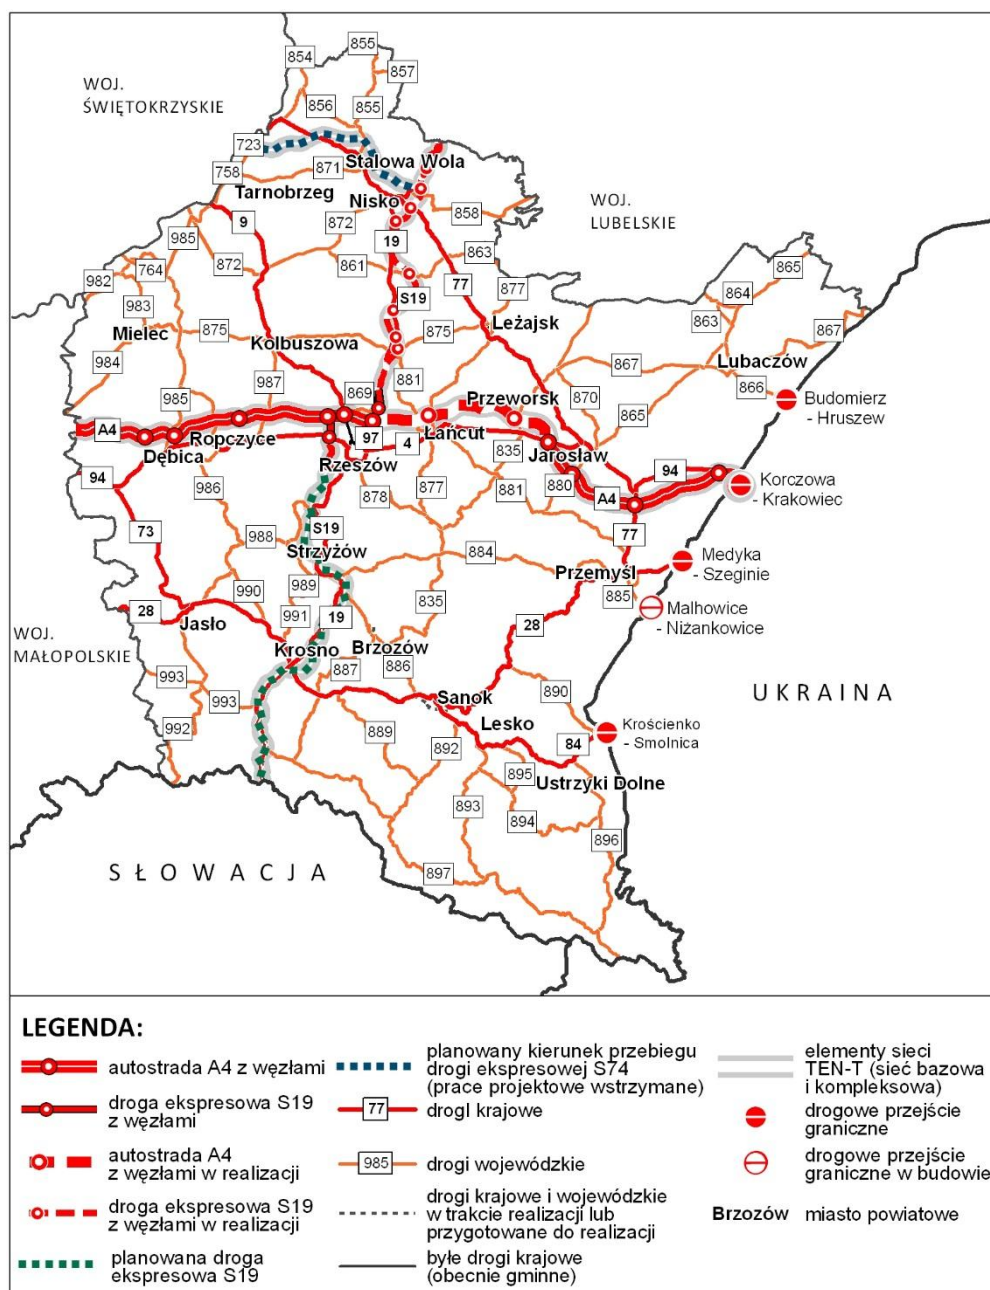 854
855
857
WOJ.
ŚWIĘTOKRZYSKIE
856
855
723
871
Stalowa Wola
758
Tarnobrzeg
Nisko
WOJ.
LUBELSKIE
858
9
872
985
19
863
872
861
764
982
865
877
77
864
983
S19
863
867
875
875
Mielec
Leżajsk
Kolbuszowa
984
867
Lubaczów
881
987
866
869
Budomierz
- Hruszew
985
Przeworsk
870
865
A4
Ropczyce
Łańcut
97
4
Dębica
Rzeszów
835
Jarosław
94
94
Korczowa
- Krakowiec
986
878
877
881
880
A4
73
S19
77
988
Strzyżów
884
Medyka
- Szeginie
Przemyśl
989
990
885
835
28
991
19
28
Malhowice
- Niżankowice
Jasło
WOJ.
MAŁOPOLSKIE
Krosno
Brzozów
887
886
993
890
UKRAINA
993
Sanok
Lesko
Krościenko
- Smolnica
992
889
892
84
895
Ustrzyki Dolne
893
894
896
SŁOWACJA
897
LEGENDA:
autostrada A4 z węzłami
droga ekspresowa S19
z węzłami
autostrada A4
z węzłami w realizacji
droga ekspresowa S19
z węzłami w realizacji
planowana droga
ekspresowa S19
planowany kierunek przebiegu
drogi ekspresowej S74
(prace projektowe wstrzymane)
77
drogI krajowe
985
drogi wojewódzkie
drogi krajowe i wojewódzkie
w trakcie realizacji lub
przygotowane do realizacji
byłe drogi krajowe
(obecnie gminne)
elementy sieci
TEN-T (sieć bazowa
i kompleksowa)
drogowe przejście
graniczne
drogowe przejście
graniczne w budowie
Brzozów
miasto powiatowe